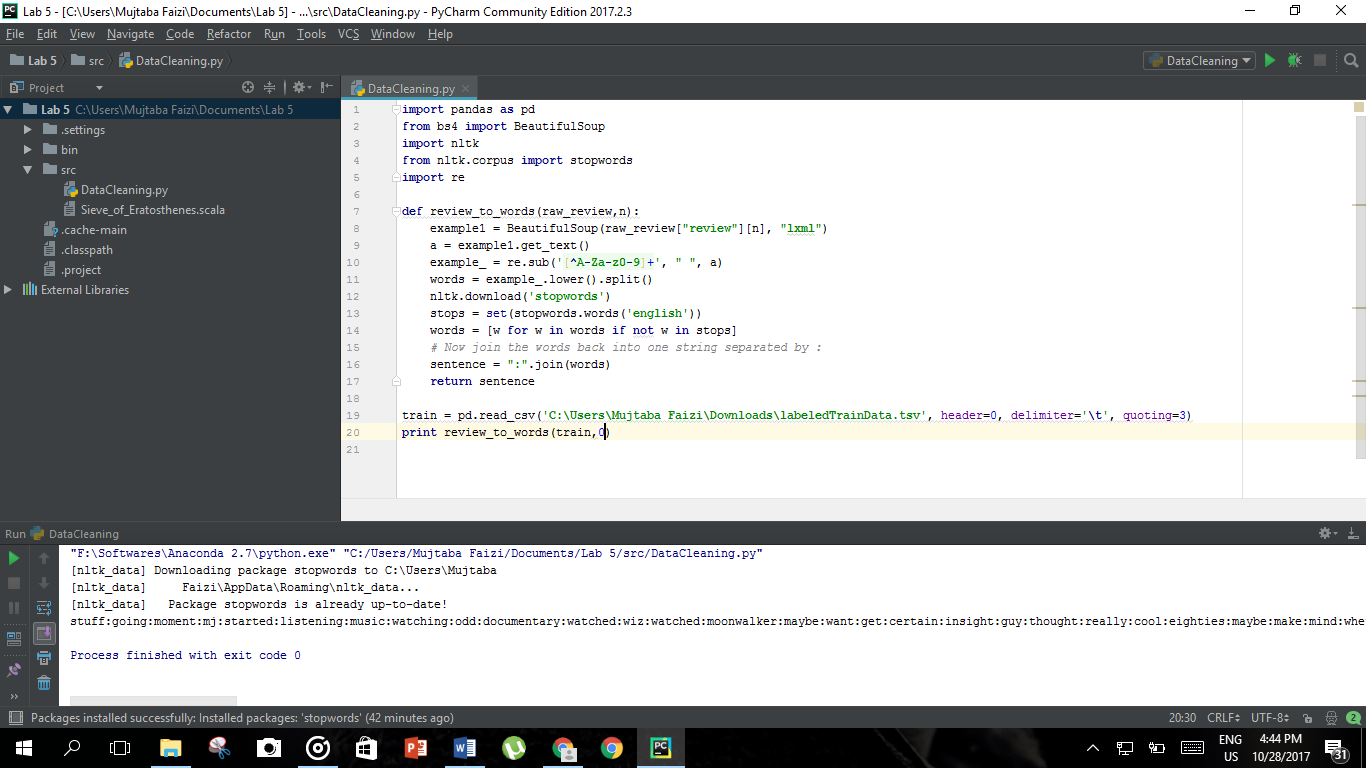 Lab 5 - [C:\Users\Mujtaba Faizi\Documents\Lab 5] - ...\src\DataCleaning.py - PyCharm Community Edition 2017.2.3
File Edit View Navigate Code Refactor Run Tools VCS Window Help
Lab 5 src DataCleaning.py DataCleaning
Project DataCleaning.py
Lab 5 C:\Users\Mujtaba Faizi\Documents\Lab 5
.settings
bin
src
DataCleaning.py
Sieve_of_Eratosthenes.scala
.cache-main
.classpath
.project
External Libraries
1 import pandas as pd
2 from bs4 import BeautifulSoup
3 import nltk
4 from nltk.corpus import stopwords
5 import re
6
7 def review_to_words(raw_review,n):
8 example1 = BeautifulSoup(raw_review["review"][n], "lxml")
9 a = example1.get_text()
10 example_ = re.sub('[^A-Za-z0-9]+', " ", a)
11 words = example_.lower().split()
12 nltk.download('stopwords')
13 stops = set(stopwords.words('english'))
14 words = [w for w in words if not w in stops]
15 # Now join the words back into one string separated by :
16 sentence = ":".join(words)
17 return sentence
18
19 train = pd.read_csv('C:\Users\Mujtaba Faizi\Downloads\labeledTrainData.tsv', header=0, delimiter='\t', quoting=3)
20 print review_to_words(train,0)
21
Run DataCleaning
"F:\Softwares\Anaconda 2.7\python.exe" "C:/Users/Mujtaba Faizi/Documents/Lab 5/src/DataCleaning.py"
[nltk_data] Downloading package stopwords to C:\Users\Mujtaba
[nltk_data] Faizi\AppData\Roaming\nltk_data...
[nltk_data] Package stopwords is already up-to-date!
stuff:going:moment:mj:started:listening:music:watching:odd:documentary:watched:wiz:watched:moonwalker:maybe:want:get:certain:insight:guy:thought:really:cool:eighties:maybe:make:mind:whe
Process finished with exit code 0
Packages installed successfully: Installed packages: 'stopwords' (42 minutes ago) 20:30 CRLF UTF-8 2
ENG 4:44 PM
US 10/28/2017 31